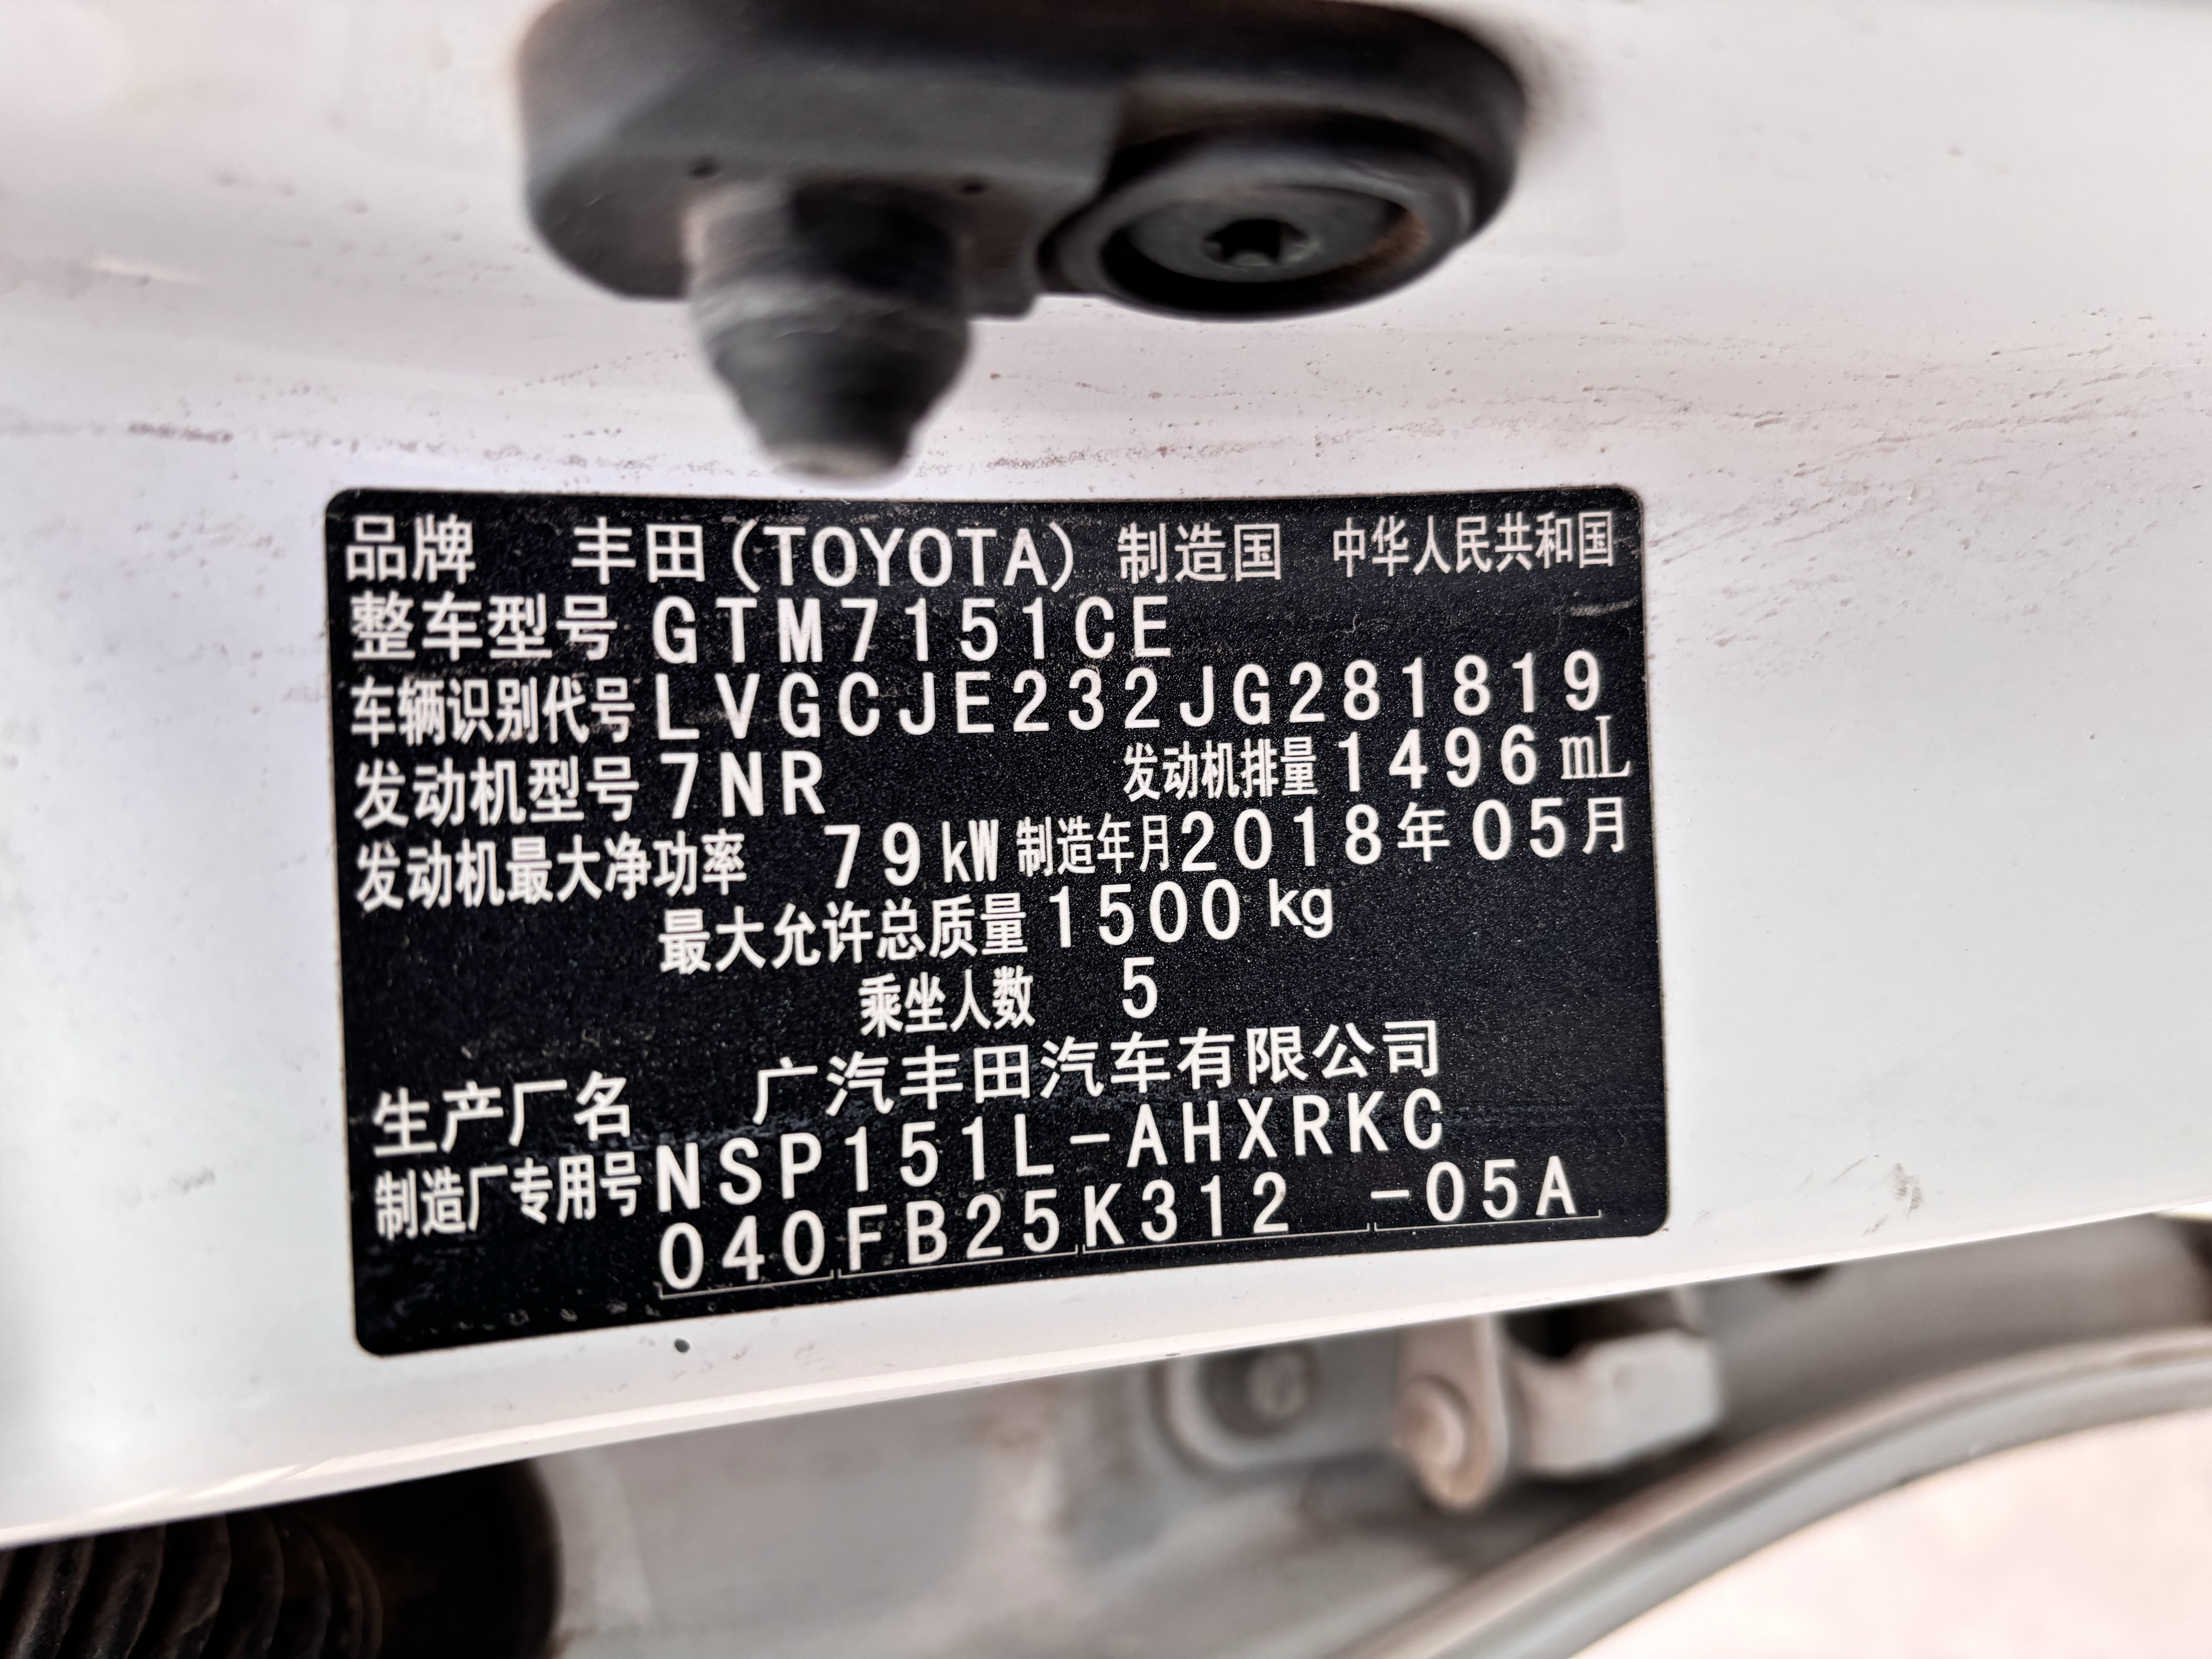 品牌 丰田(TOYOTA) 制造国 中华人民共和国
整车型号 GTM7151CE
车辆识别代号 LVGCJE232JG281819
发动机型号 7NR 发动机排量 1496 mL
发动机最大净功率 79 kW 制造年月 2018年05月
最大允许总质量 1500 kg
乘坐人数 5
生产厂名 广汽丰田汽车有限公司
制造厂专用号 NSP151L-AHXRKC
040FB25K312 -05A